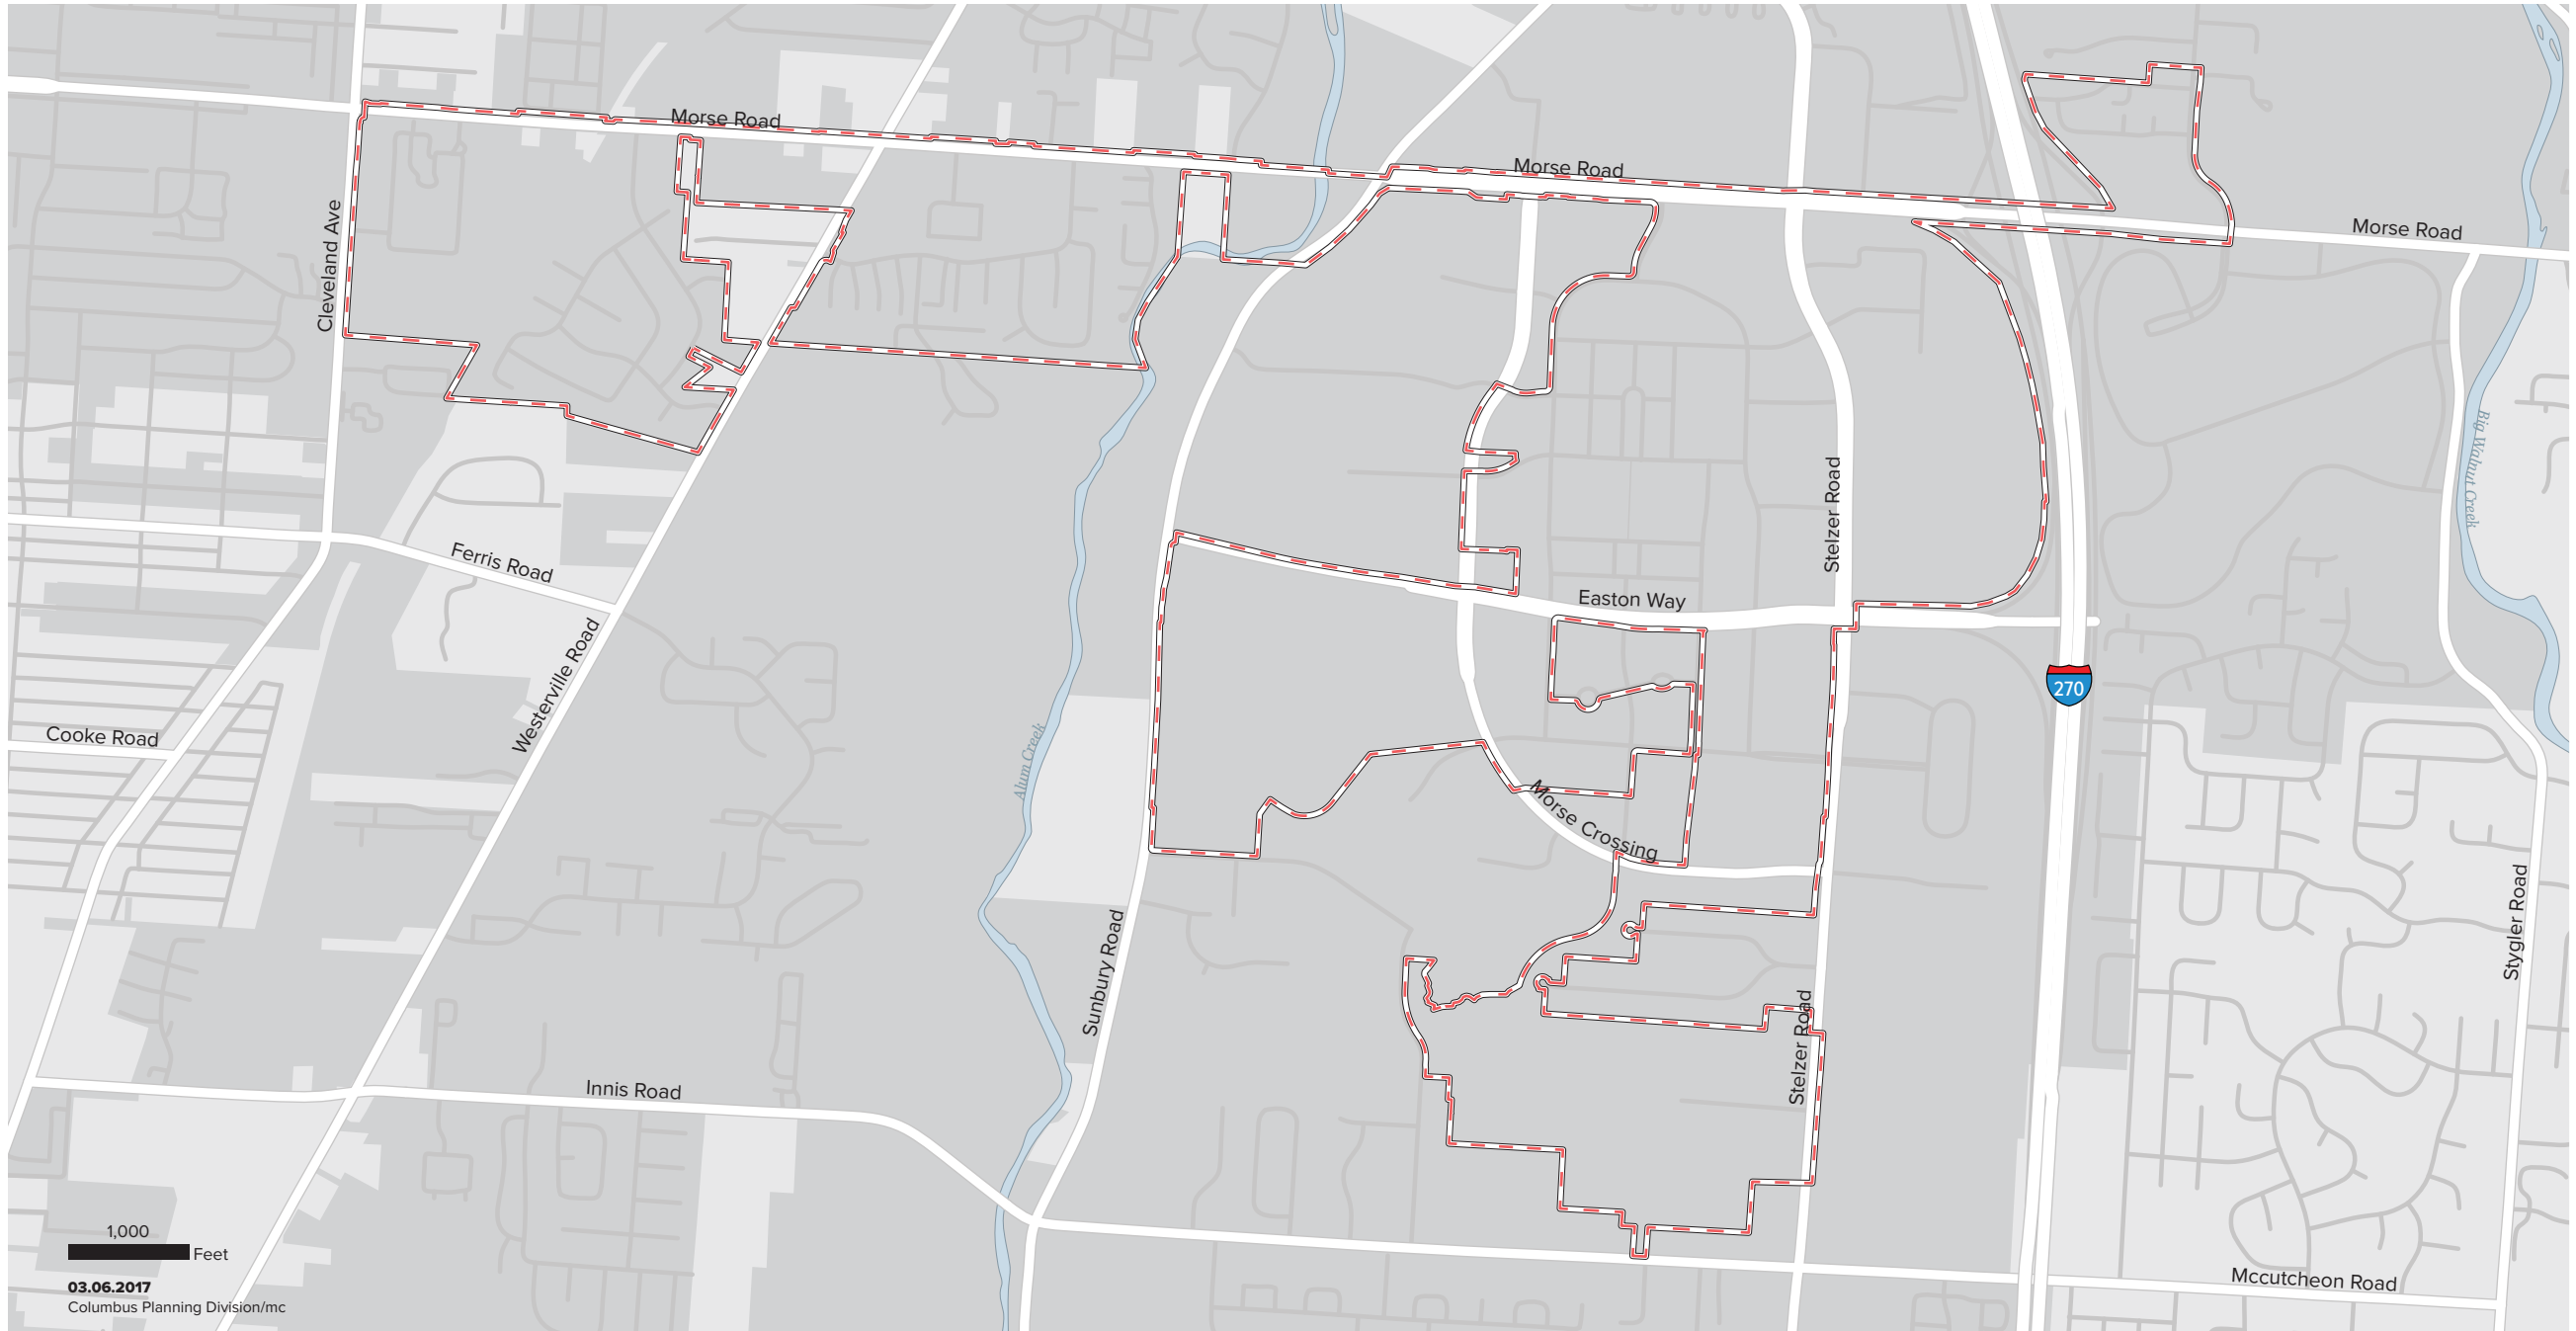 Morse Road
Morse Road
Morse Road
Cleveland Ave
Big Walnut Creek
Stelzer Road
Ferris Road
Easton Way
Westerville Road
270
Cooke Road
Alum Creek
Morse Crossing
Stygler Road
Sunbury Road
Stelzer Road
Innis Road
Mccutcheon Road
1,000
Feet
03.06.2017
Columbus Planning Division/mc